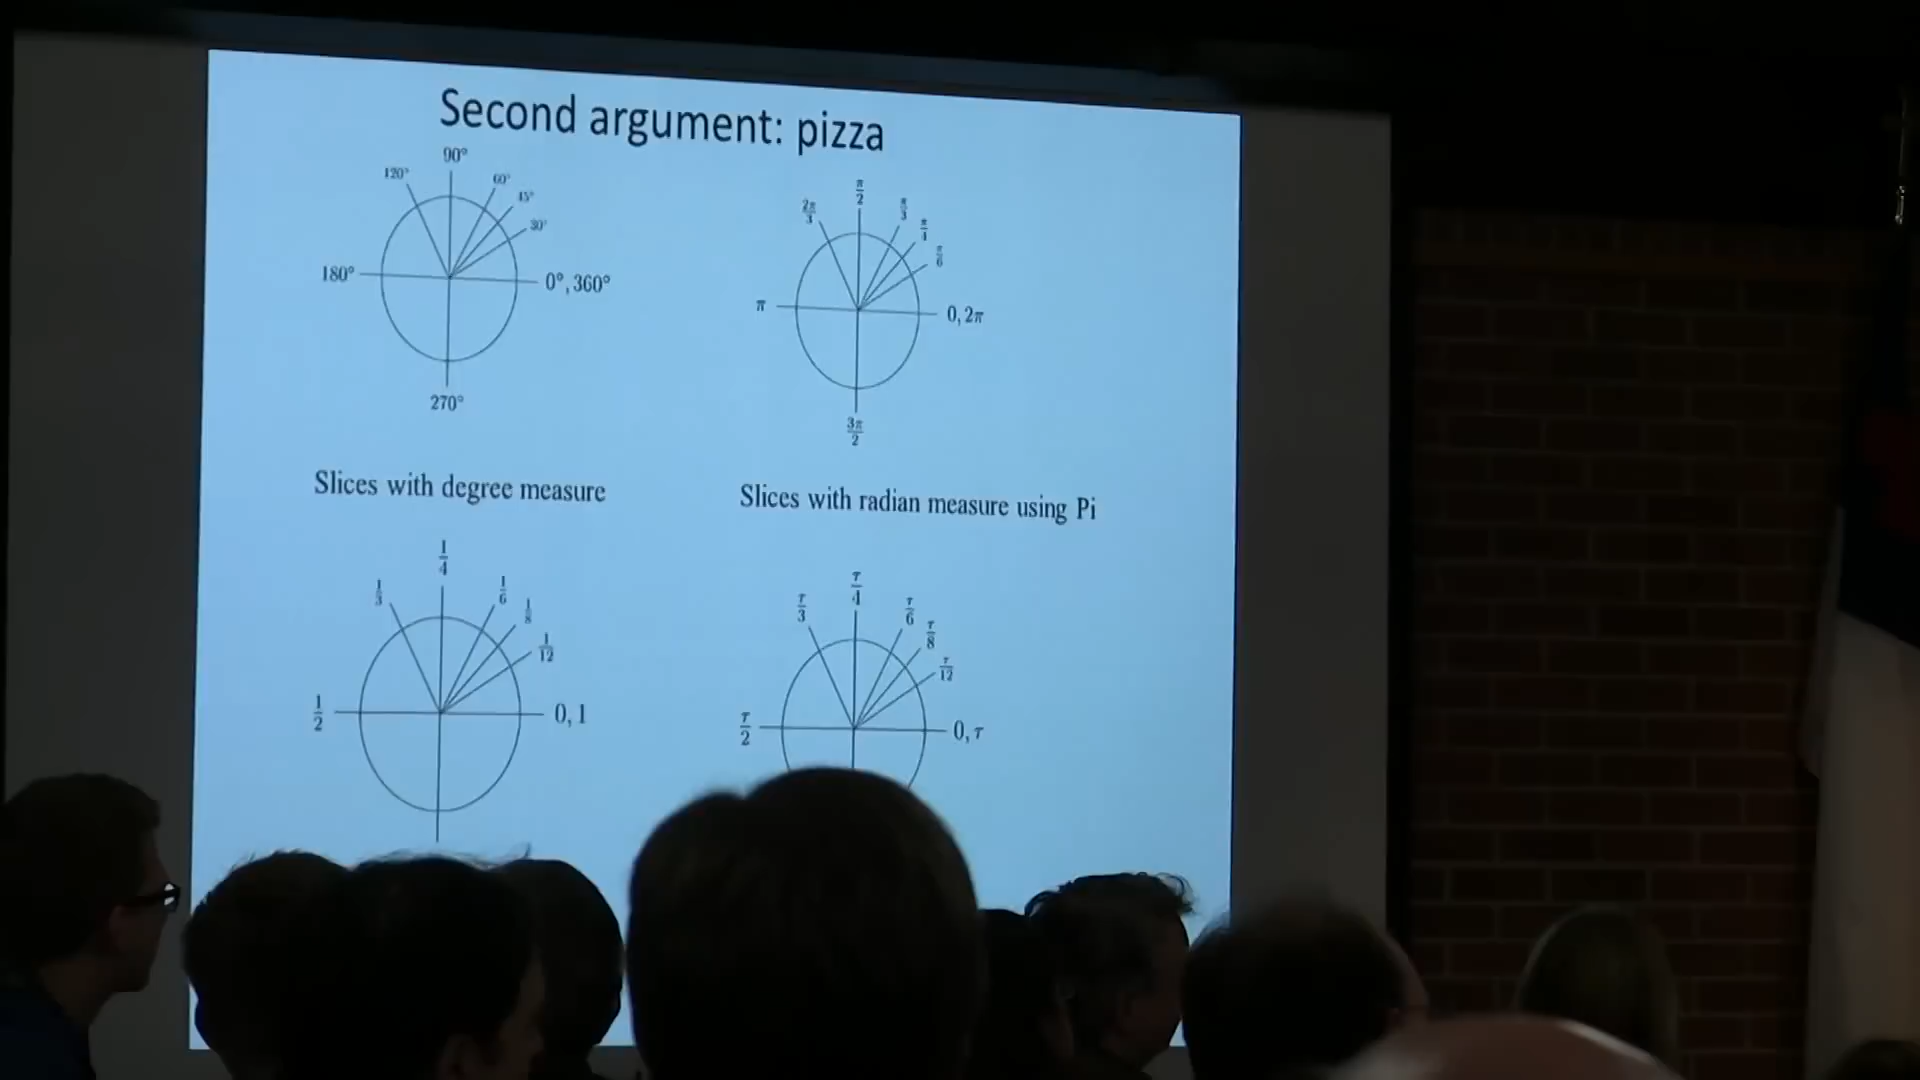 Second argument: pizza
90°
120°
60°
45°
30°
180°
0°, 360°
270°
Slices with degree measure
π/2
2π/3
π/3
π/4
π/6
π
0, 2π
3π/2
Slices with radian measure using Pi
1/4
1/3
1/6
1/8
1/12
1/2
0, 1
τ/4
τ/3
τ/6
τ/8
τ/12
τ/2
0, τ